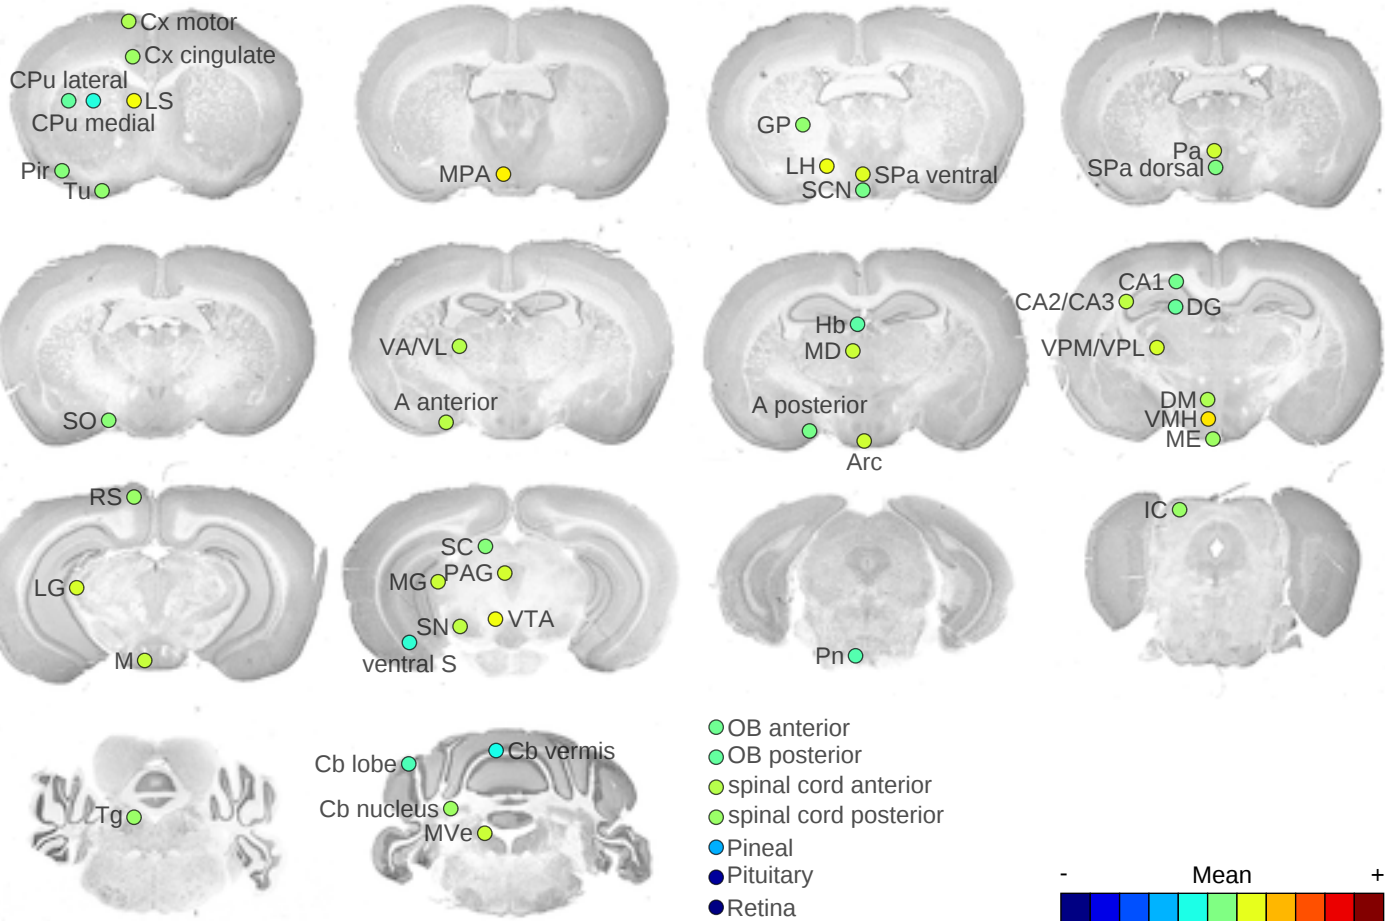 Cx motor
Cx cingulate
CPu lateral
LS
CPu medial
Pir
Tu
MPA
GP
LH
SPa ventral
SCN
Pa
SPa dorsal
SO
VA/VL
A anterior
Hb
MD
A posterior
Arc
CA1
CA2/CA3
DG
VPM/VPL
DM
VMH
ME
RS
LG
M
SC
MG PAG
SN VTA
ventral S
Pn
IC
Tg
Cb lobe
Cb vermis
Cb nucleus
MVe
OB anterior
OB posterior
spinal cord anterior
spinal cord posterior
Pineal
Pituitary
Retina
- Mean +